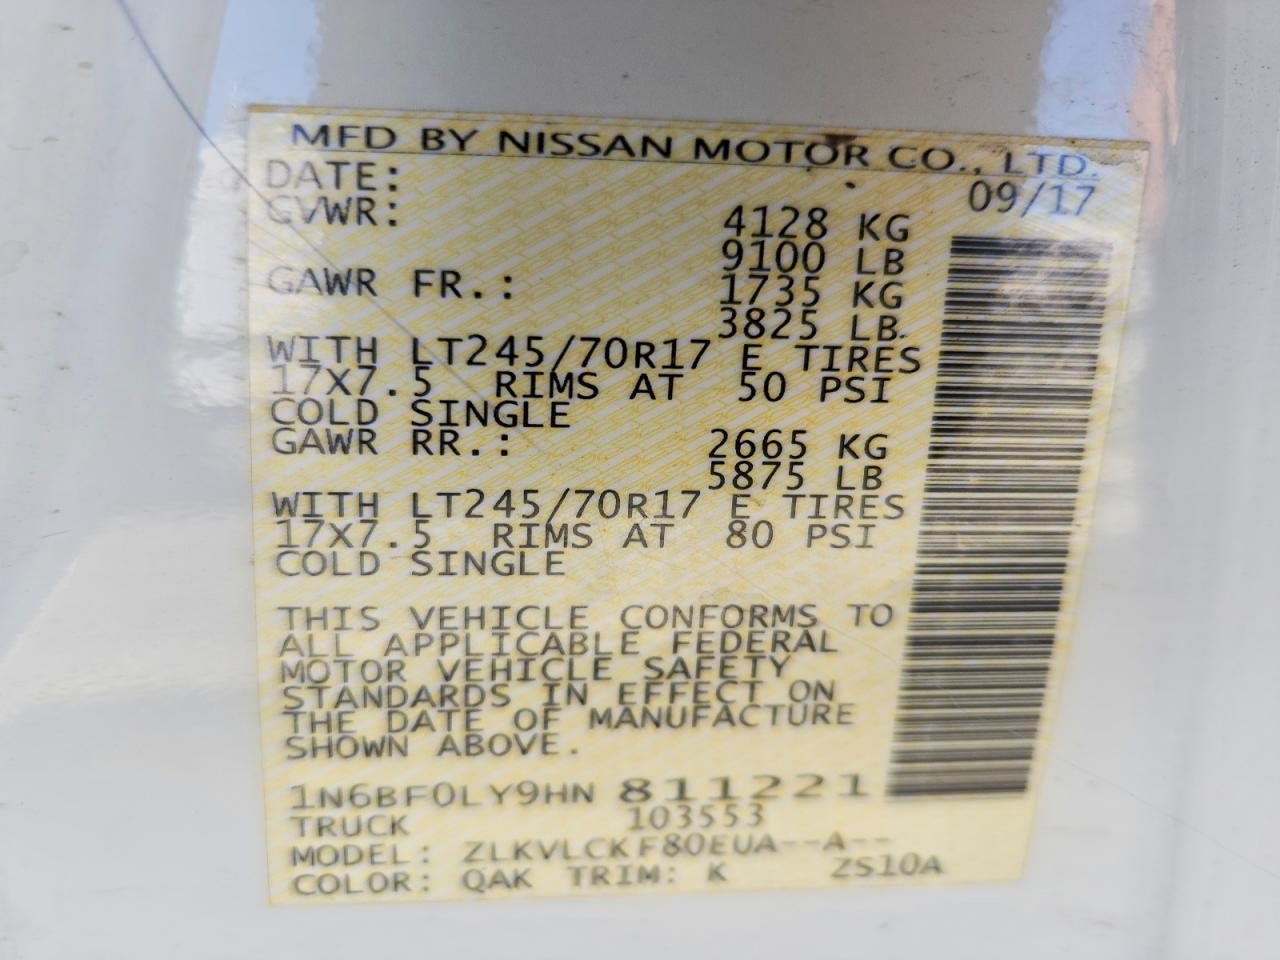 MFD BY NISSAN MOTOR CO., LTD.
DATE: 09/17
GVWR: 4128 KG
9100 LB
GAWR FR.: 1735 KG
3825 LB
WITH LT245/70R17 E TIRES
17X7.5 RIMS AT 50 PSI
COLD SINGLE
GAWR RR.: 2665 KG
5875 LB
WITH LT245/70R17 E TIRES
17X7.5 RIMS AT 80 PSI
COLD SINGLE
THIS VEHICLE CONFORMS TO
ALL APPLICABLE FEDERAL
MOTOR VEHICLE SAFETY
STANDARDS IN EFFECT ON
THE DATE OF MANUFACTURE
SHOWN ABOVE.
1N6BF0LY9HN 811221
TRUCK 103553
MODEL: ZLKVLCKF80EUA--A--
COLOR: QAK TRIM: K ZS10A